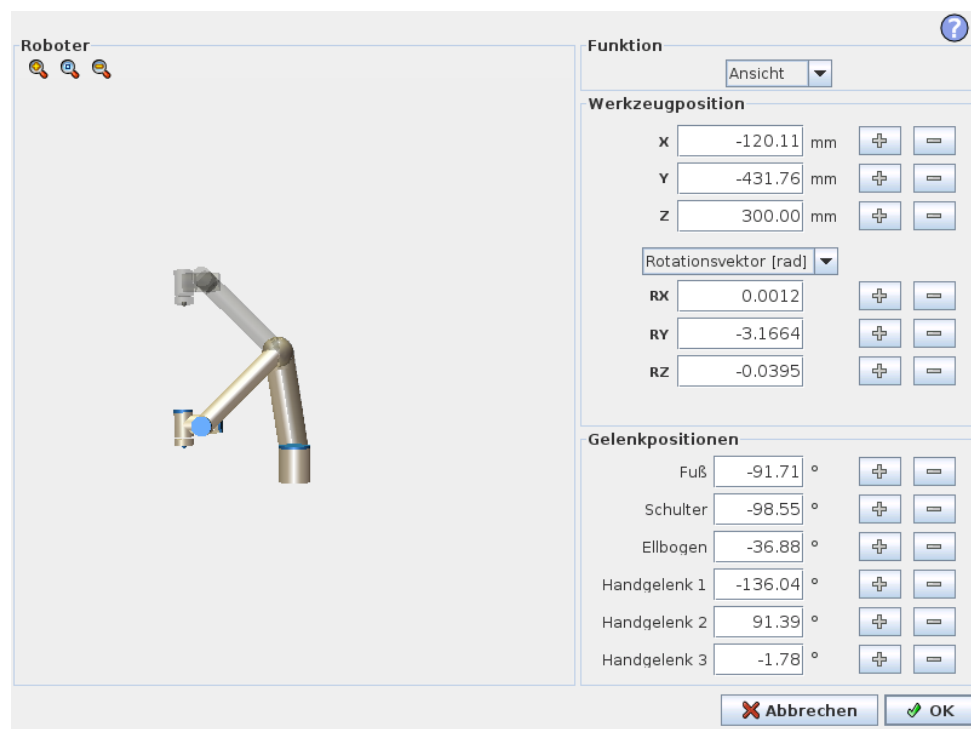 Roboter
Funktion
Ansicht
Werkzeugposition
X -120.11 mm
Y -431.76 mm
Z 300.00 mm
Rotationsvektor [rad]
RX 0.0012
RY -3.1664
RZ -0.0395
Gelenkpositionen
Fuß -91.71 °
Schulter -98.55 °
Ellbogen -36.88 °
Handgelenk 1 -136.04 °
Handgelenk 2 91.39 °
Handgelenk 3 -1.78 °
Abbrechen OK